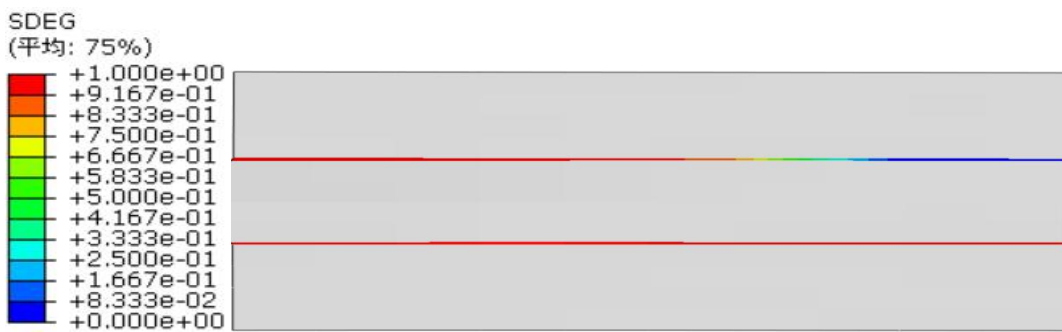 SDEG
(平均: 75%)
+1.000e+00
+9.167e-01
+8.333e-01
+7.500e-01
+6.667e-01
+5.833e-01
+5.000e-01
+4.167e-01
+3.333e-01
+2.500e-01
+1.667e-01
+8.333e-02
+0.000e+00